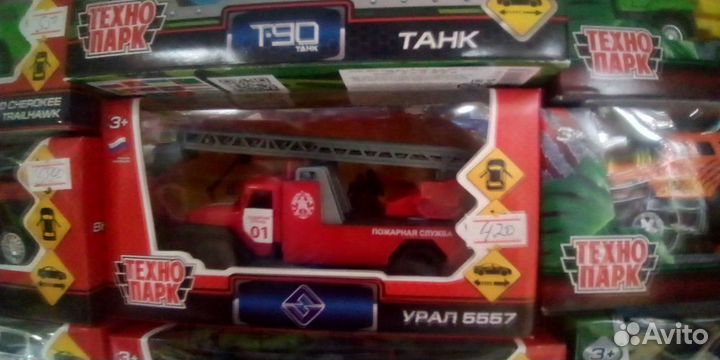 ТЕХНО
ПАРК
Т-90
ТАНК
ТАНК
ТЕХНО
ПАРК
CHEROKEE
TRAILHAWK
3+
ПОЖАРНАЯ СЛУЖБА
01
420
ТЕХНО
ПАРК
УРАЛ 5557
ТЕХНО
ПАРК
3+
3+
Avito